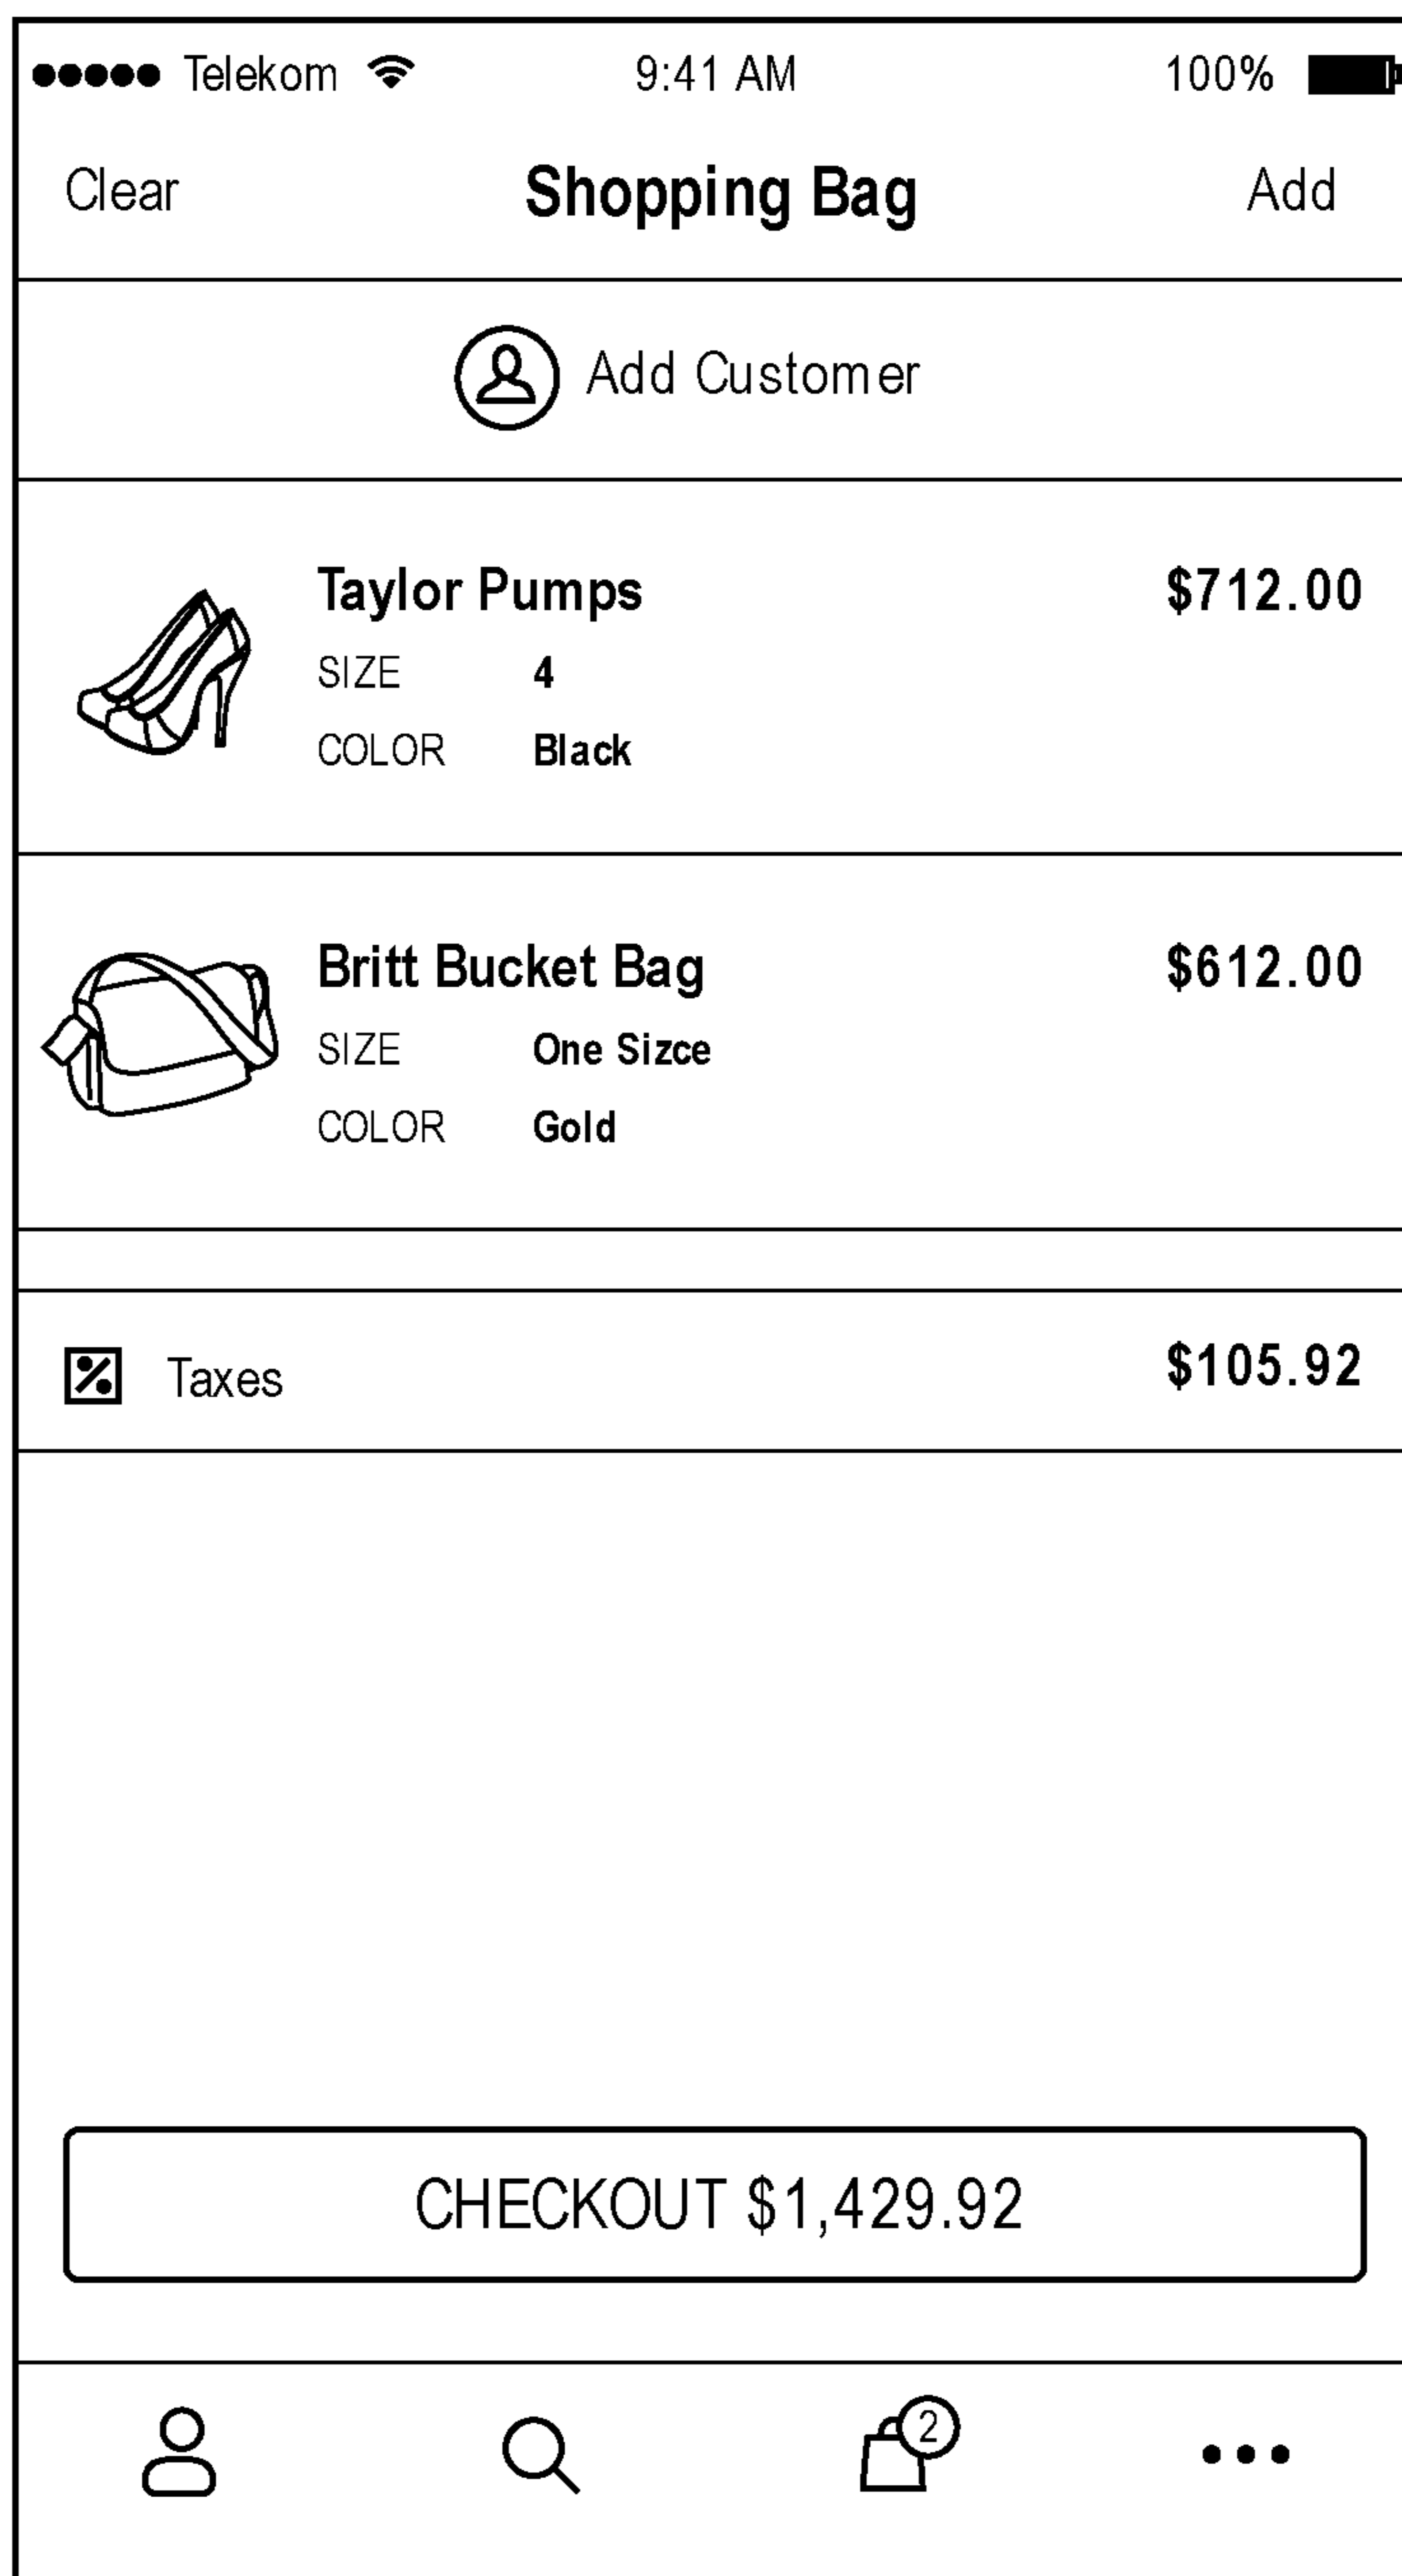 Telekom 9:41 AM 100%
Clear Shopping Bag Add
Add Customer
Taylor Pumps $712.00
SIZE 4
COLOR Black
Britt Bucket Bag $612.00
SIZE One Sizce
COLOR Gold
Taxes $105.92
CHECKOUT $1,429.92
2